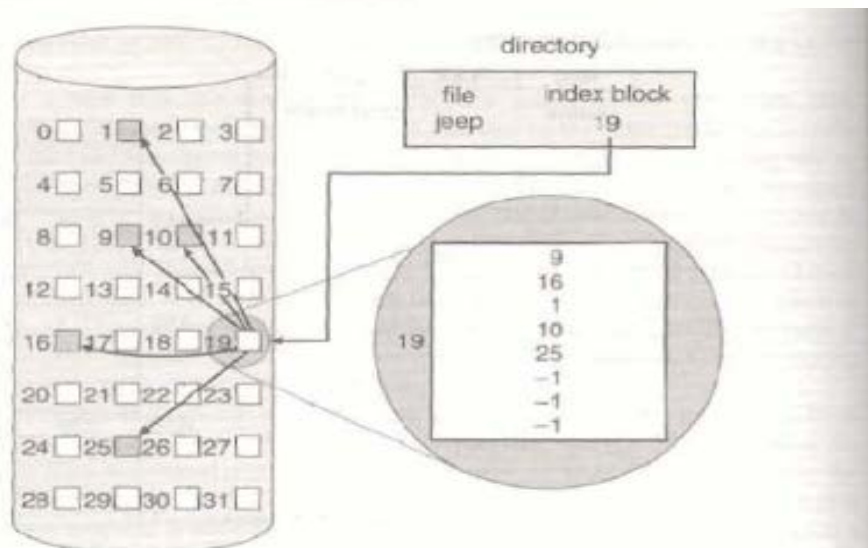 directory
file index block
jeep 19
0 1 2 3
4 5 6 7
8 9 10 11
12 13 14 15
16 17 18 19
20 21 22 23
24 25 26 27
28 29 30 31
19
9
16
1
10
25
-1
-1
-1